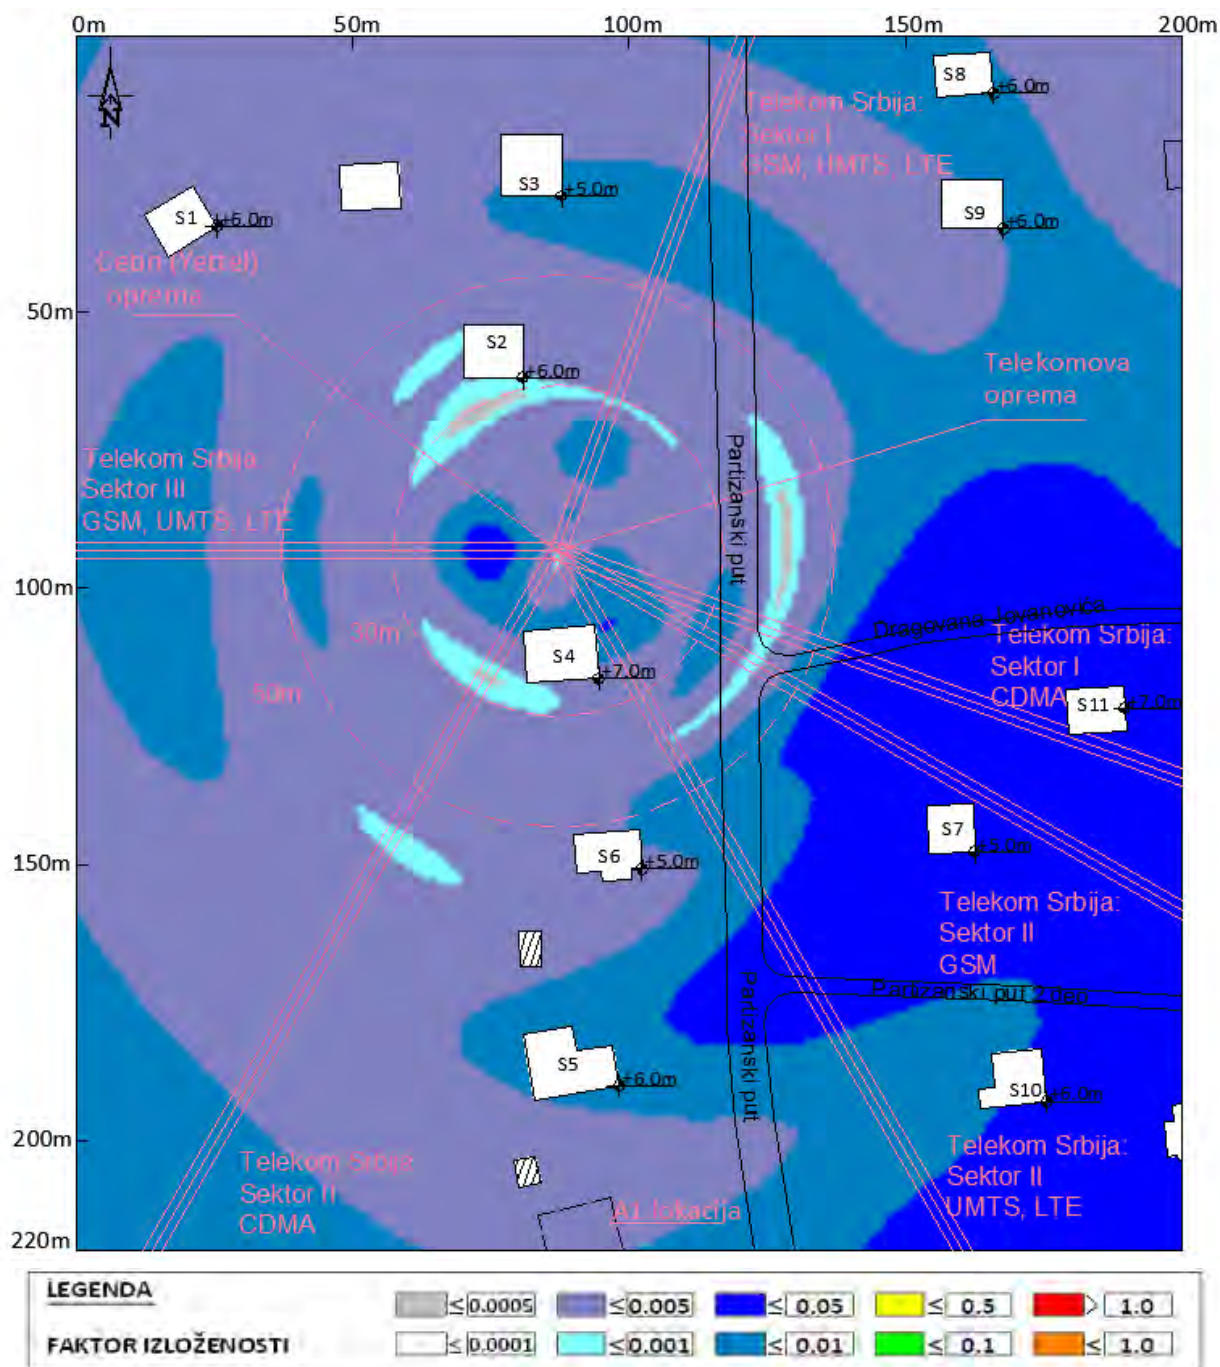 0m 50m 100m 150m 200m
N
S8
+6.0m
Telekom Srbija:
Sektor I
GSM, UMTS, LTE
S3
+5.0m
S1
+6.0m
S9
+6.0m
Cetin (Yettel)
oprema
50m
S2
+6.0m
Telekomova
oprema
Partizanski put
Telekom Srbija
Sektor III
GSM, UMTS, LTE
100m
Dragovana Jovanovića
30m
S4
+7.0m
Telekom Srbija:
Sektor I
CDMA
50m
S11
+7.0m
S7
+5.0m
150m
S6
+5.0m
Telekom Srbija:
Sektor II
GSM
Partizanski put 2 deo
Partizanski put
S5
+6.0m
S10
+6.0m
200m
Telekom Srbija
Sektor II
CDMA
Telekom Srbija:
Sektor II
UMTS, LTE
A1 lokacija
220m
LEGENDA
≤ 0.0005 ≤ 0.005 ≤ 0.05 ≤ 0.5 > 1.0
FAKTOR IZLOŽENOSTI
≤ 0.0001 ≤ 0.001 ≤ 0.01 ≤ 0.1 ≤ 1.0